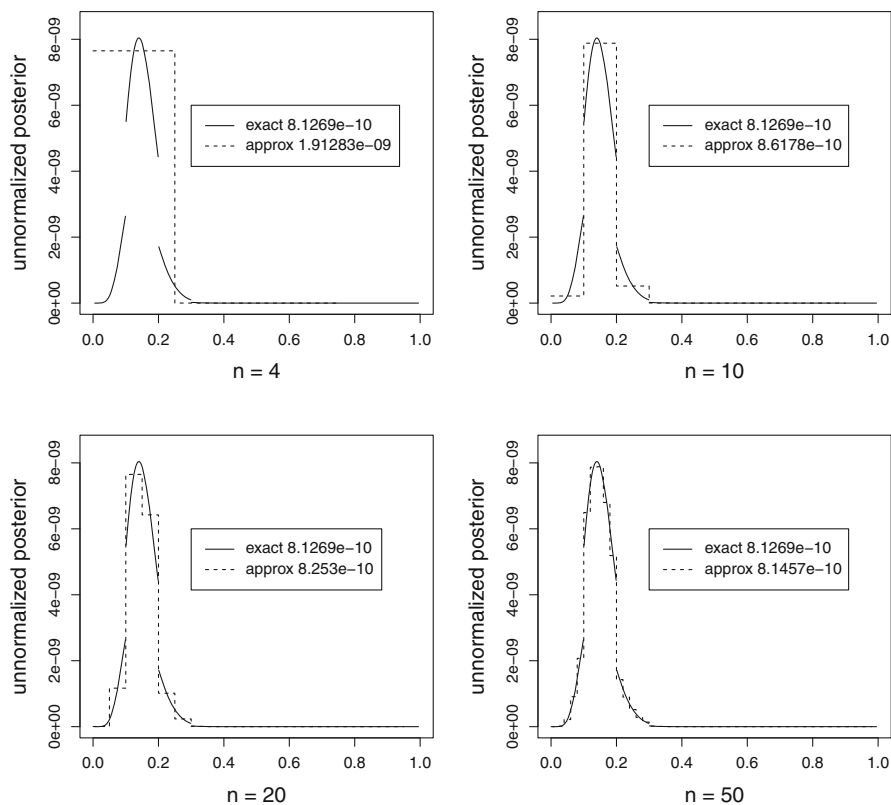 unnormalized posterior
0e+00 2e-09 4e-09 6e-09 8e-09
exact 8.1269e-10
approx 1.91283e-09
0.0 0.2 0.4 0.6 0.8 1.0
n = 4
unnormalized posterior
0e+00 2e-09 4e-09 6e-09 8e-09
exact 8.1269e-10
approx 8.6178e-10
0.0 0.2 0.4 0.6 0.8 1.0
n = 10
unnormalized posterior
0e+00 2e-09 4e-09 6e-09 8e-09
exact 8.1269e-10
approx 8.253e-10
0.0 0.2 0.4 0.6 0.8 1.0
n = 20
unnormalized posterior
0e+00 2e-09 4e-09 6e-09 8e-09
exact 8.1269e-10
approx 8.1457e-10
0.0 0.2 0.4 0.6 0.8 1.0
n = 50